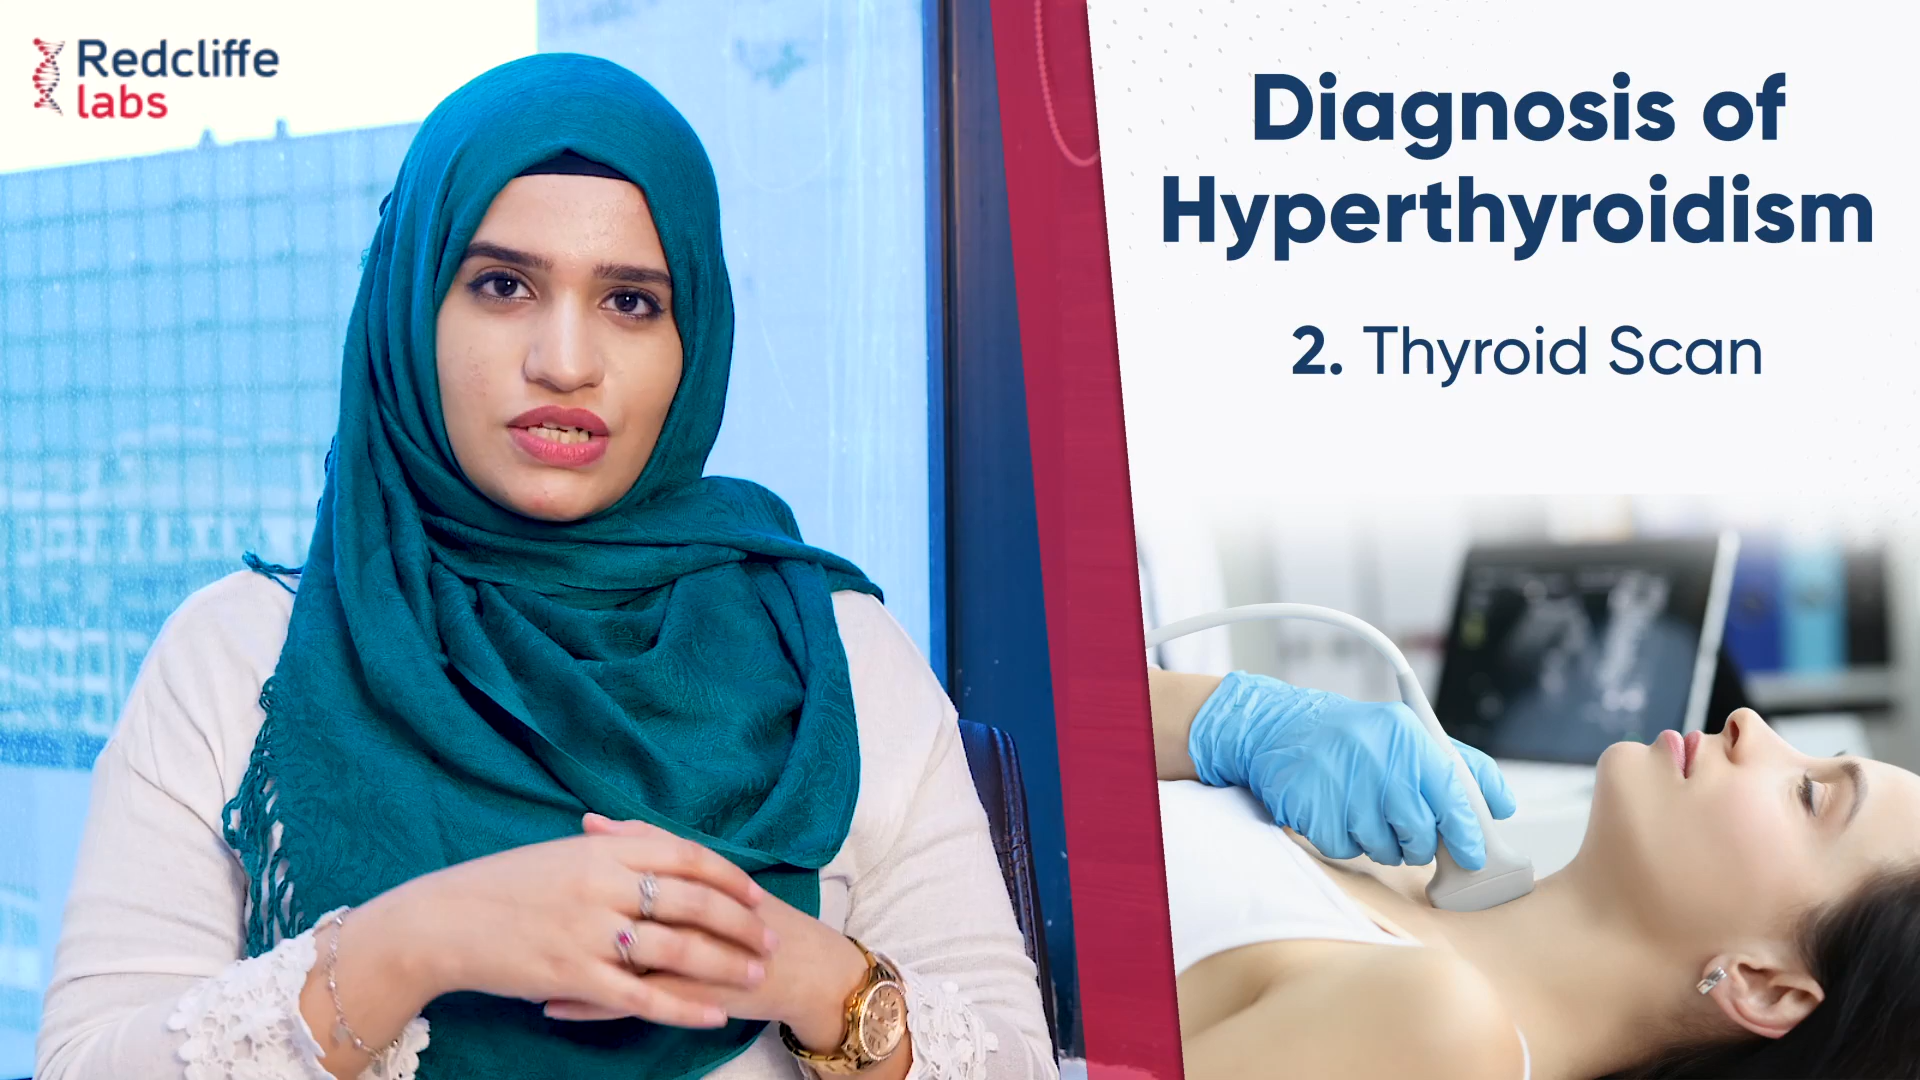 Redcliffe
labs
Diagnosis of
Hyperthyroidism
2. Thyroid Scan